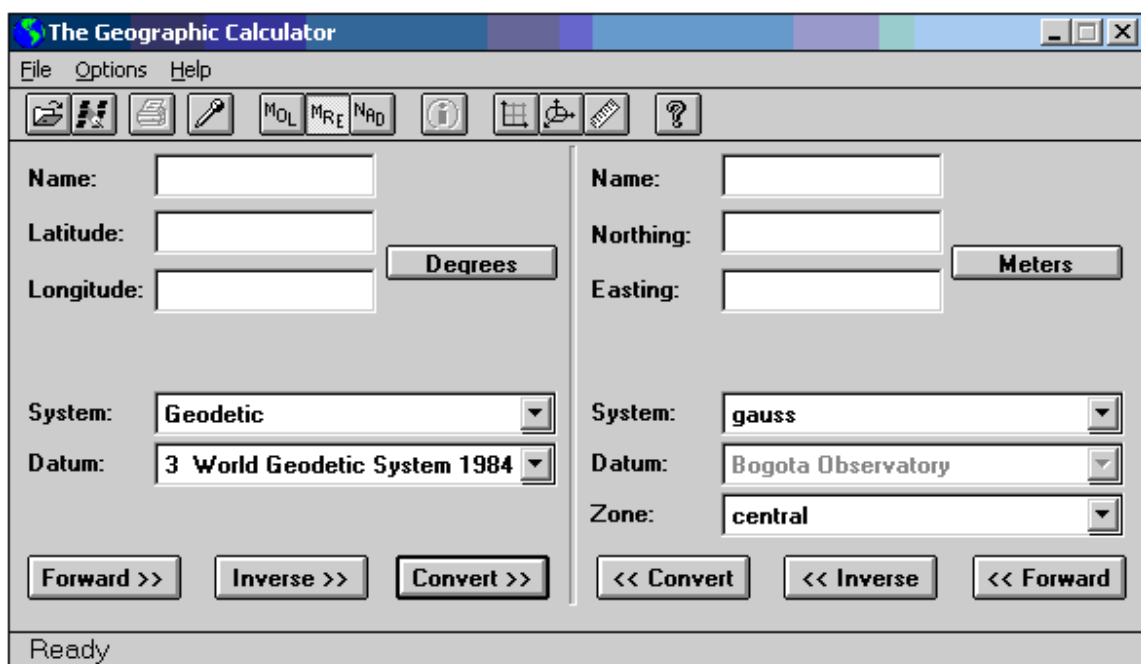 The Geographic Calculator
File Options Help
MOL MRE NAD
Name:
Latitude:
Degrees
Longitude:
System: Geodetic
Datum: 3 World Geodetic System 1984
Forward >> Inverse >> Convert >>
Name:
Northing:
Meters
Easting:
System: gauss
Datum: Bogota Observatory
Zone: central
<< Convert << Inverse << Forward
Ready